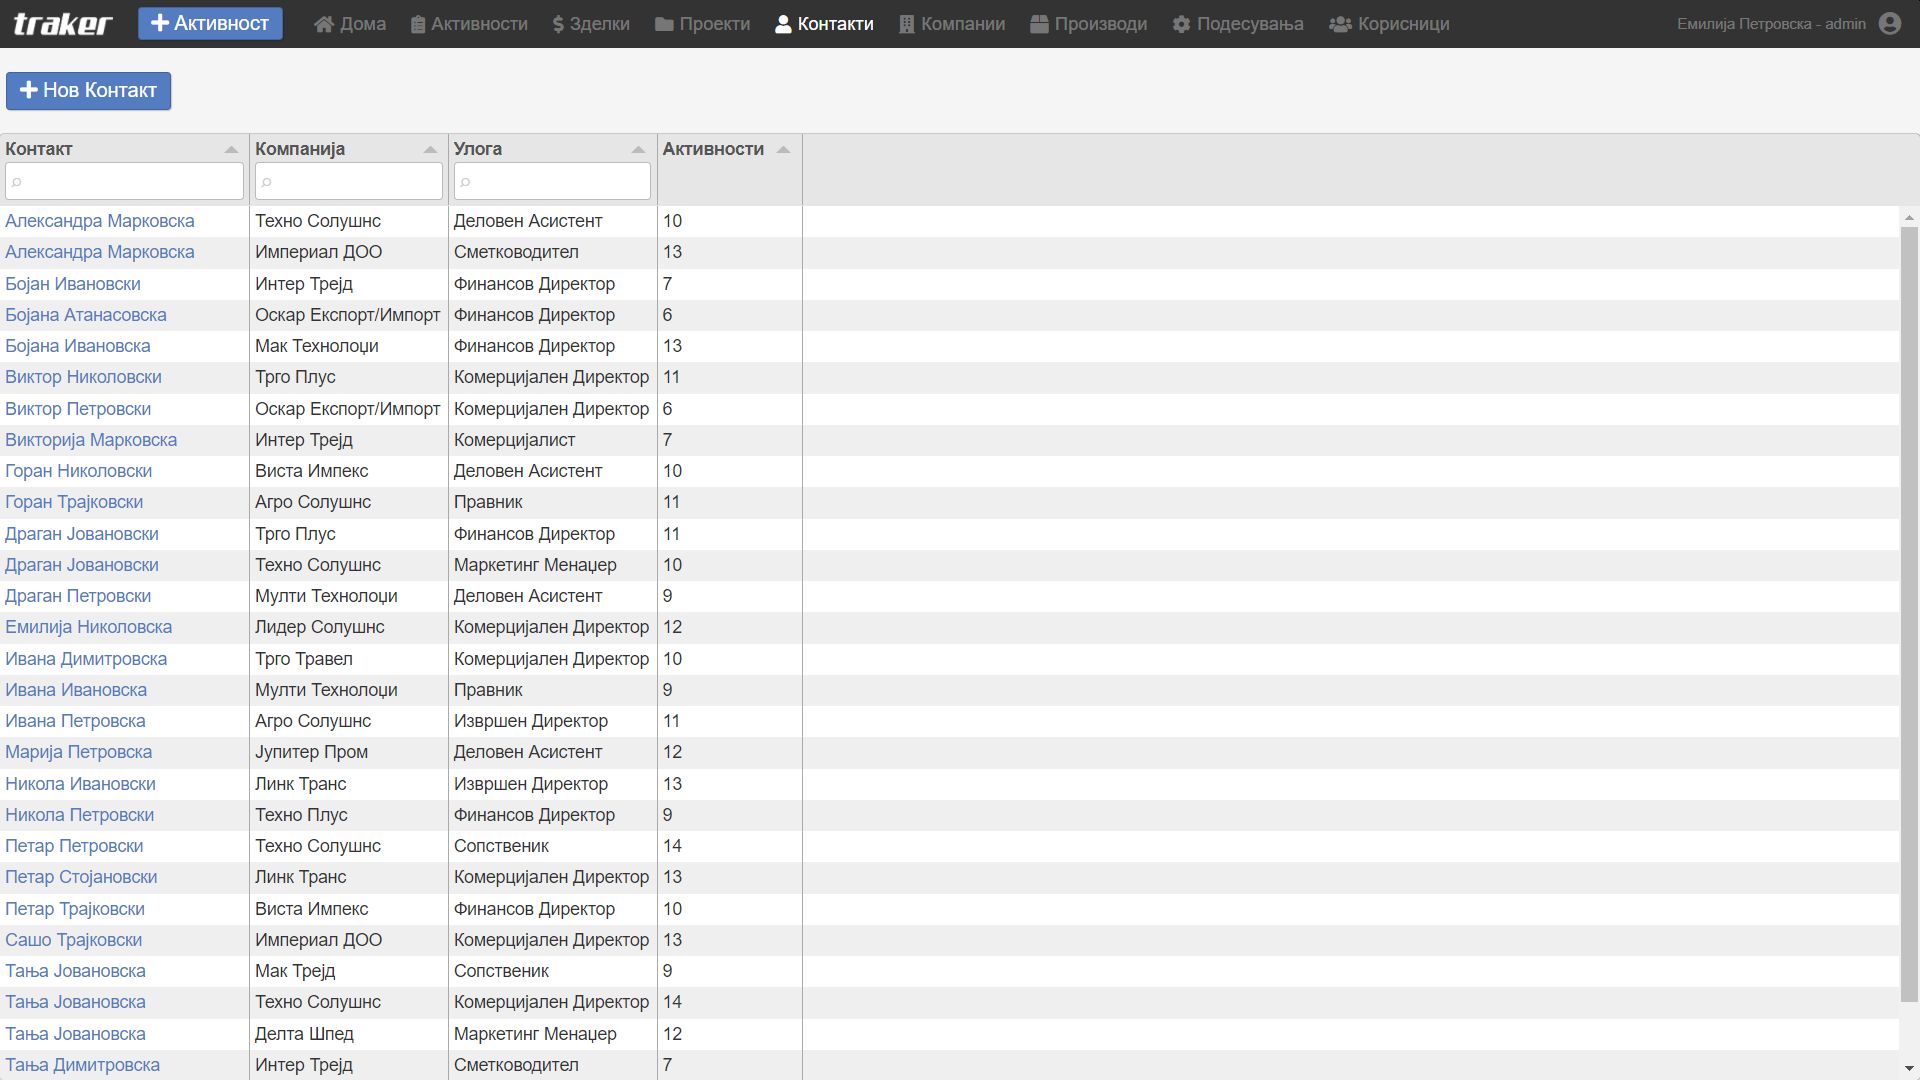 traker + Активност Дома Активности Зделки Проекти Контакти Компании Производи Подесувања Корисници Емилија Петровска - admin
+ Нов Контакт
Контакт Компанија Улога Активности
Александра Марковска Техно Солушнс Деловен Асистент 10
Александра Марковска Империал ДОО Сметководител 13
Бојан Ивановски Интер Трејд Финансов Директор 7
Бојана Атанасовска Оскар Експорт/Импорт Финансов Директор 6
Бојана Ивановска Мак Технолоџи Финансов Директор 13
Виктор Николовски Трго Плус Комерцијален Директор 11
Виктор Петровски Оскар Експорт/Импорт Комерцијален Директор 6
Викторија Марковска Интер Трејд Комерцијалист 7
Горан Николовски Виста Импекс Деловен Асистент 10
Горан Трајковски Агро Солушнс Правник 11
Драган Јовановски Трго Плус Финансов Директор 11
Драган Јовановски Техно Солушнс Маркетинг Менаџер 10
Драган Петровски Мулти Технолоџи Деловен Асистент 9
Емилија Николовска Лидер Солушнс Комерцијален Директор 12
Ивана Димитровска Трго Травел Комерцијален Директор 10
Ивана Ивановска Мулти Технолоџи Правник 9
Ивана Петровска Агро Солушнс Извршен Директор 11
Марија Петровска Јупитер Пром Деловен Асистент 12
Никола Ивановски Линк Транс Извршен Директор 13
Никола Петровски Техно Плус Финансов Директор 9
Петар Петровски Техно Солушнс Сопственик 14
Петар Стојановски Линк Транс Комерцијален Директор 13
Петар Трајковски Виста Импекс Финансов Директор 10
Сашо Трајковски Империал ДОО Комерцијален Директор 13
Тања Јовановска Мак Трејд Сопственик 9
Тања Јовановска Техно Солушнс Комерцијален Директор 14
Тања Јовановска Делта Шпед Маркетинг Менаџер 12
Тања Димитровска Интер Трејд Сметководител 7